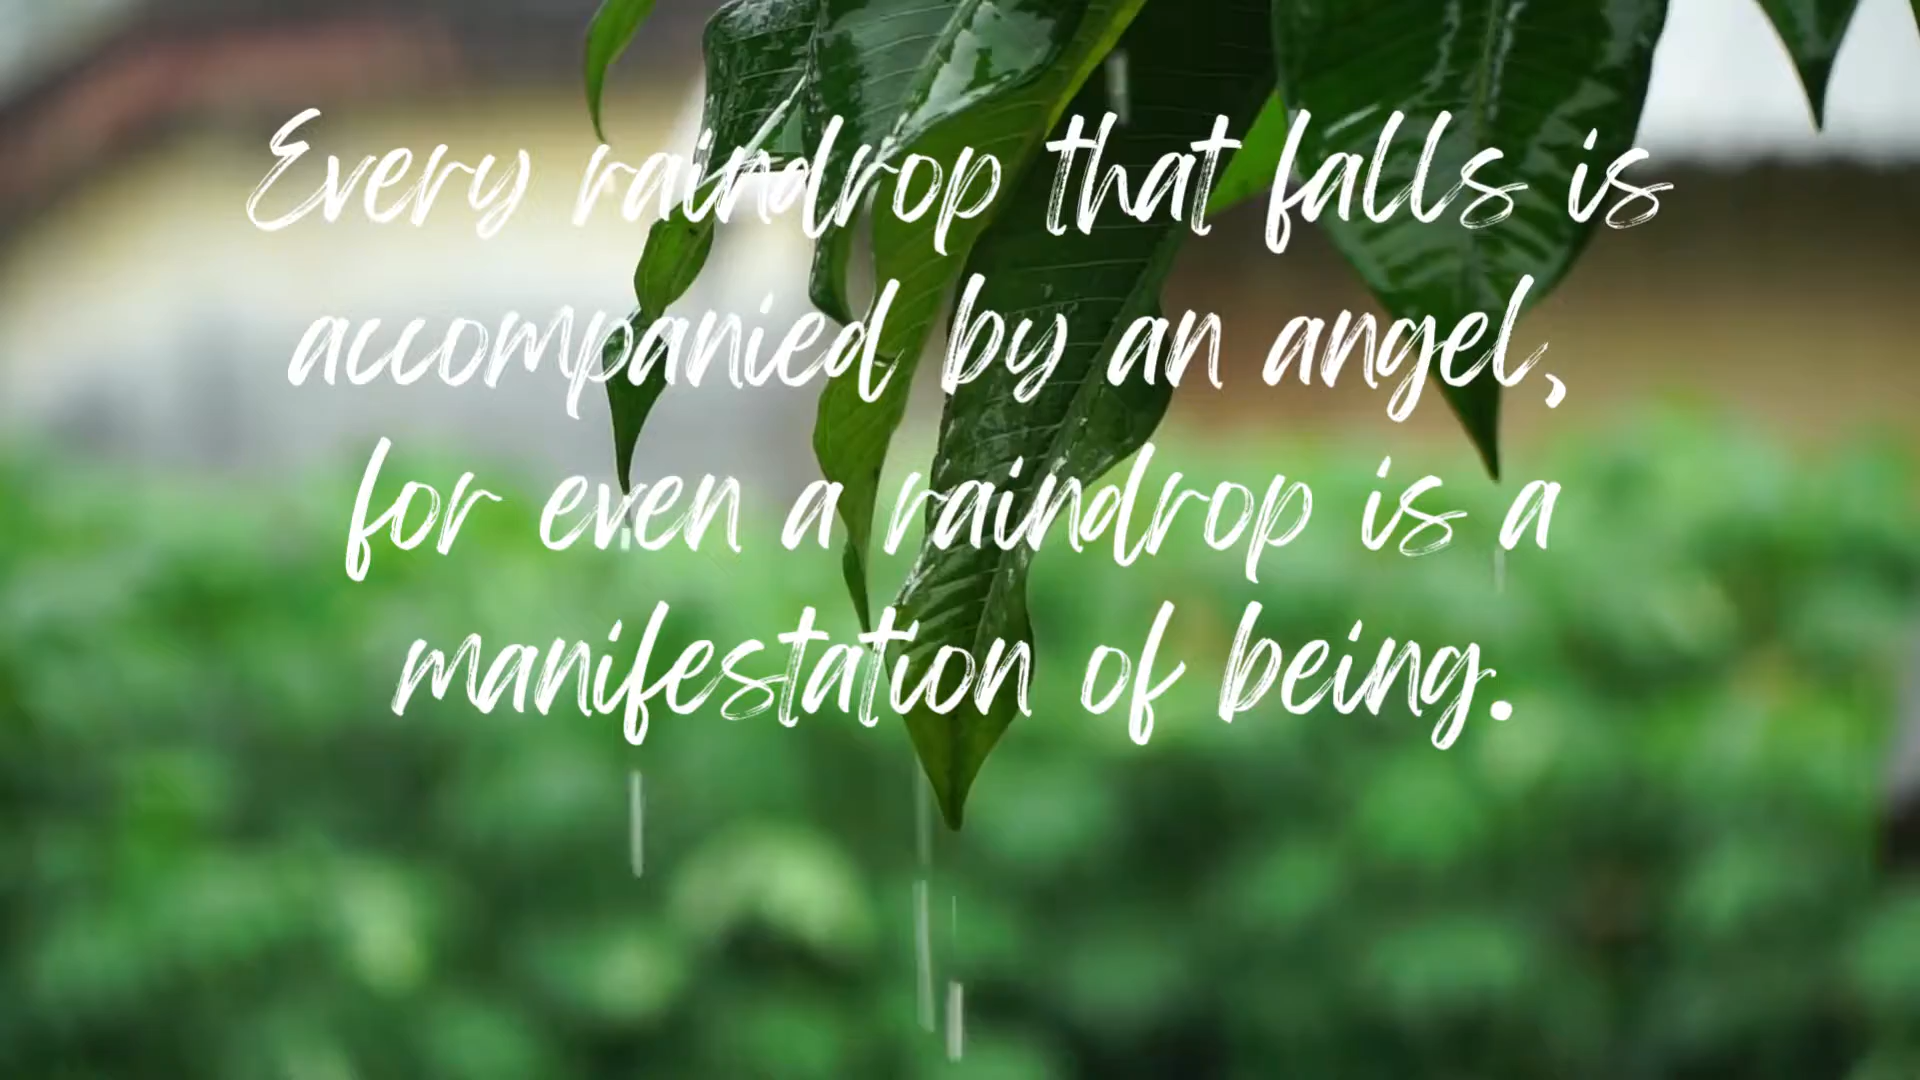 Every raindrop that falls is
accompanied by an angel,
for even a raindrop is a
manifestation of being.